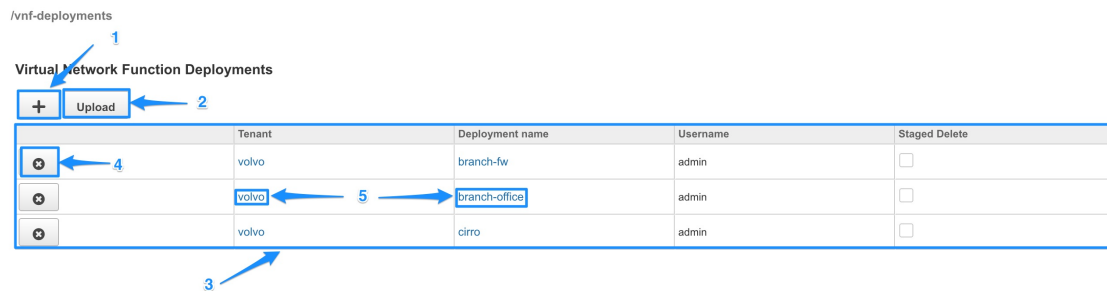 /vnf-deployments
1
Virtual Network Function Deployments
+ Upload 2
Tenant Deployment name Username Staged Delete
4 volvo branch-fw admin
volvo 5 branch-office admin
volvo cirro admin
3